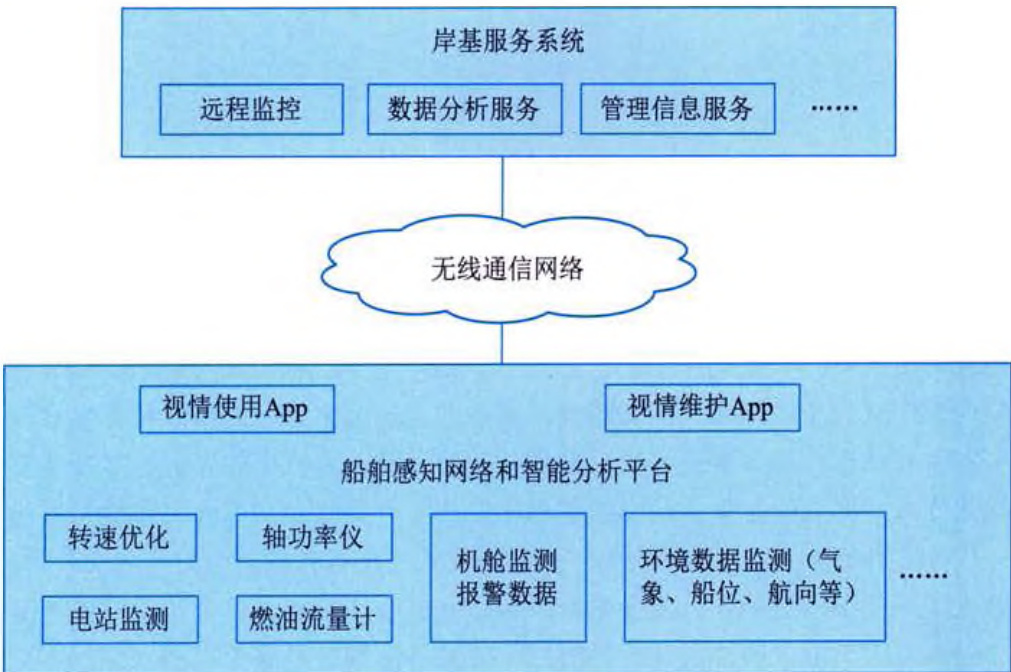 岸基服务系统
远程监控 数据分析服务 管理信息服务 ……
无线通信网络
视情使用App 视情维护App
船舶感知网络和智能分析平台
转速优化 轴功率仪
机舱监测
报警数据
环境数据监测（气
象、船位、航向等）
……
电站监测 燃油流量计